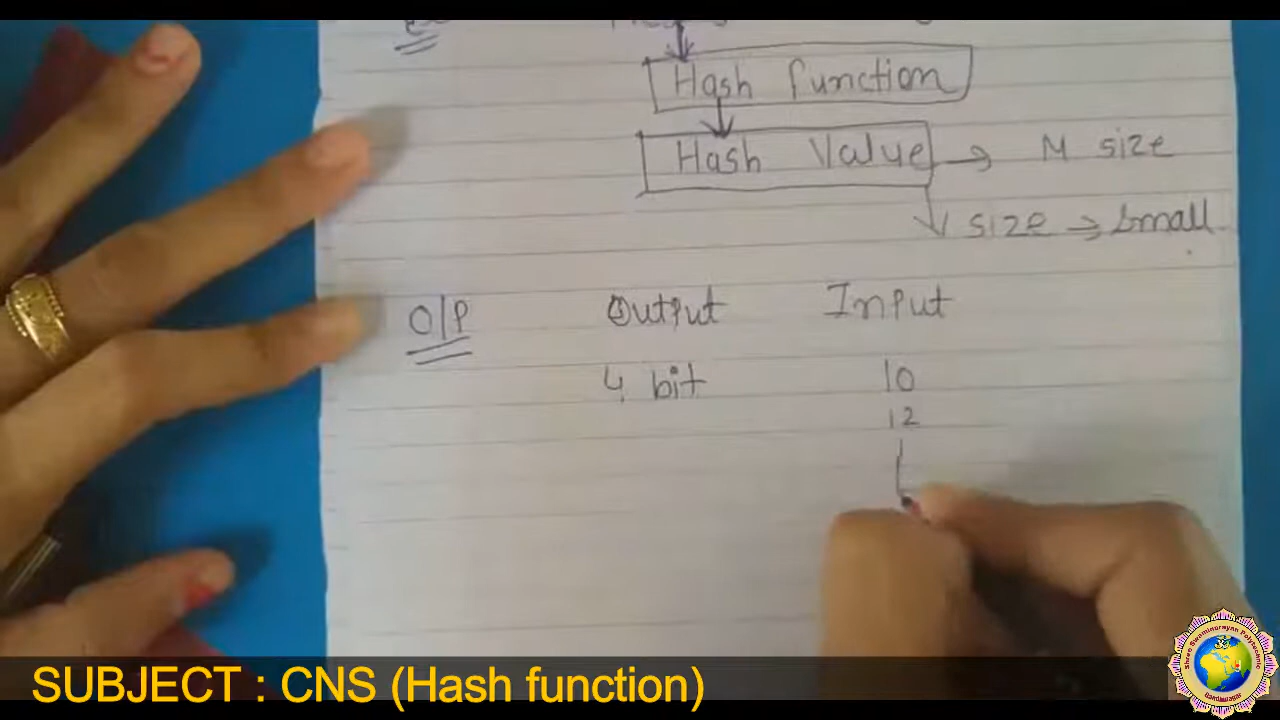 Hash function
Hash Value → M size
size → Small
O/P Output Input
4 bit 10
12
SUBJECT : CNS (Hash function)